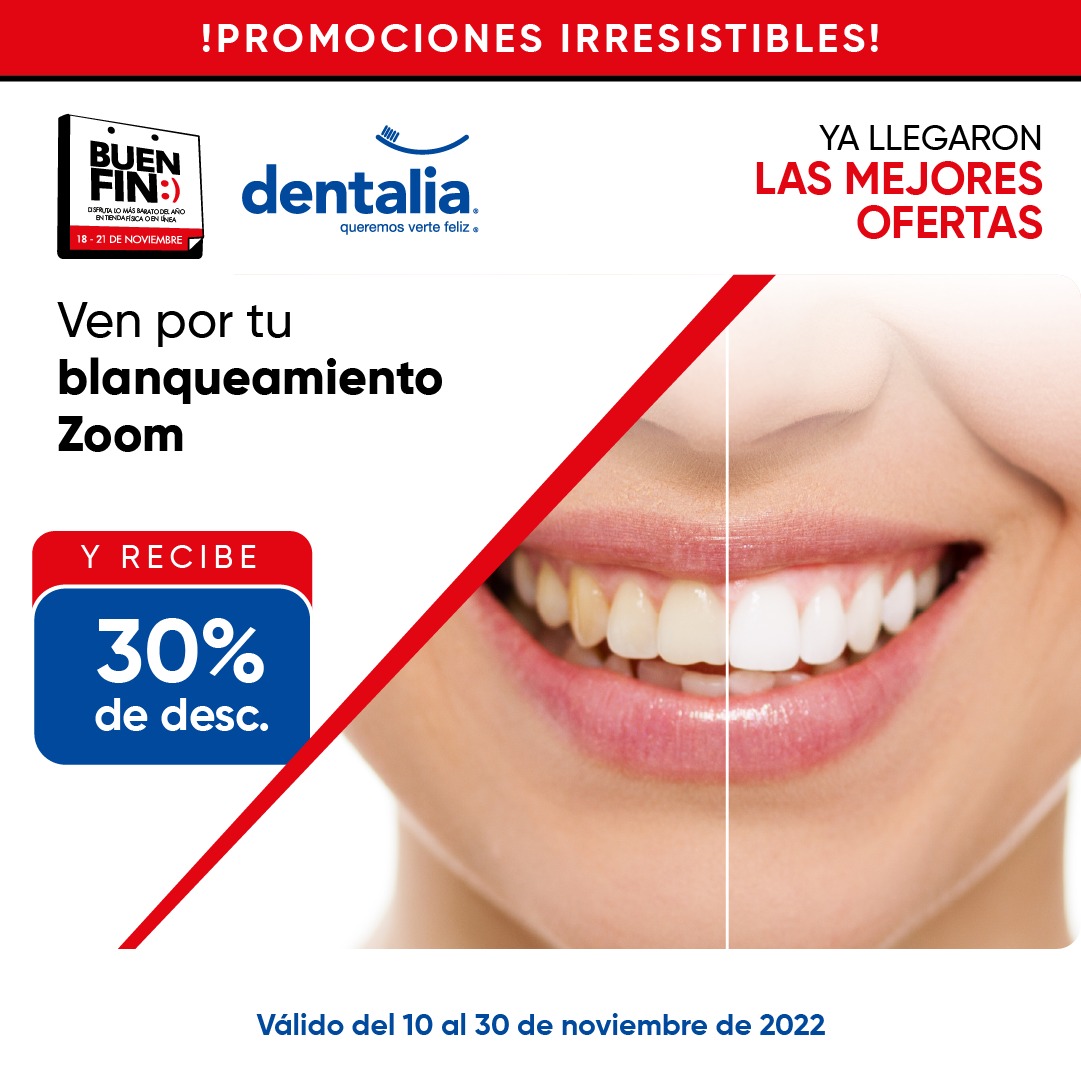 !PROMOCIONES IRRESISTIBLES!
BUEN
FIN:)
DISFRUTA LO MÁS BARATO DEL AÑO
EN TIENDA FÍSICA O EN LÍNEA
18 - 21 DE NOVIEMBRE
dentalia®
queremos verte feliz®
YA LLEGARON
LAS MEJORES
OFERTAS
Ven por tu
blanqueamiento
Zoom
Y RECIBE
30%
de desc.
Válido del 10 al 30 de noviembre de 2022